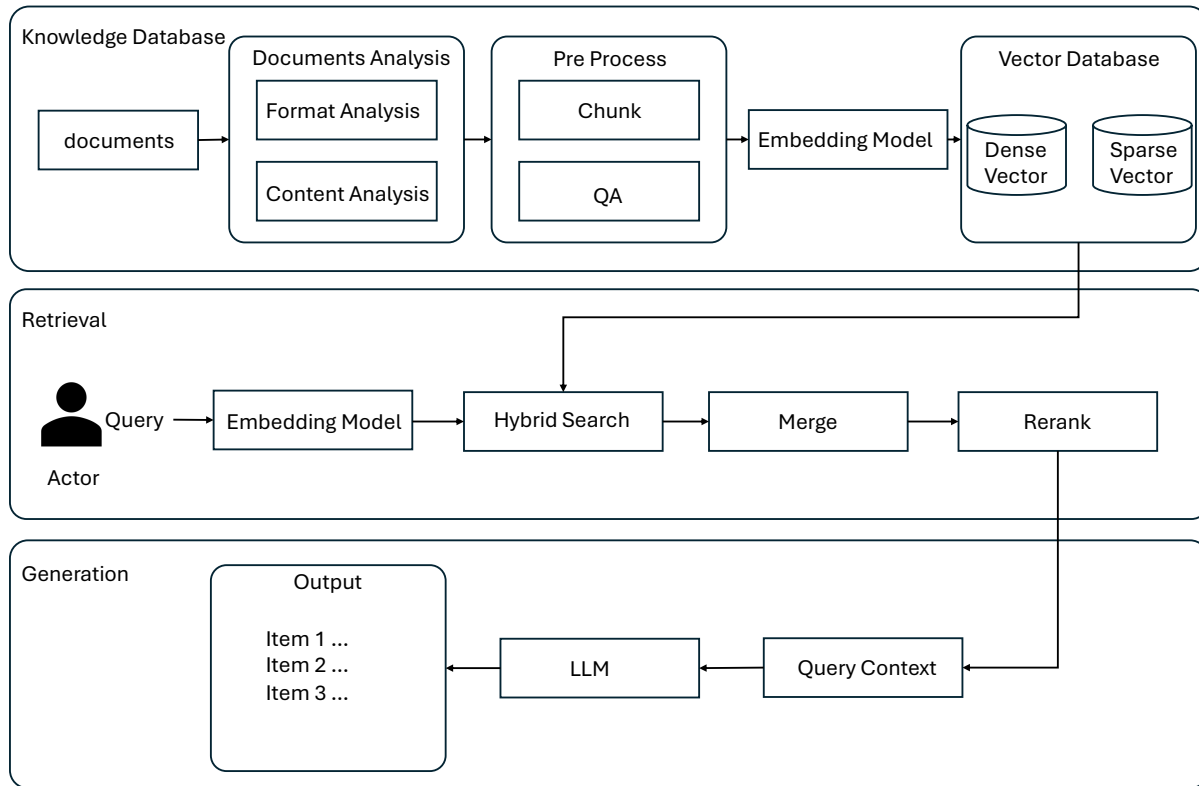 Knowledge Database
documents
Documents Analysis
Format Analysis
Content Analysis
Pre Process
Chunk
QA
Embedding Model
Vector Database
Dense
Vector
Sparse
Vector
Retrieval
Query
Actor
Embedding Model
Hybrid Search
Merge
Rerank
Generation
Output
Item 1 ...
Item 2 ...
Item 3 ...
LLM
Query Context